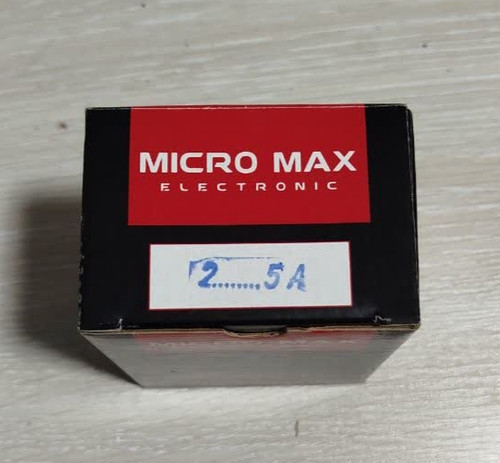 MICRO MAX
ELECTRONIC
2........5A